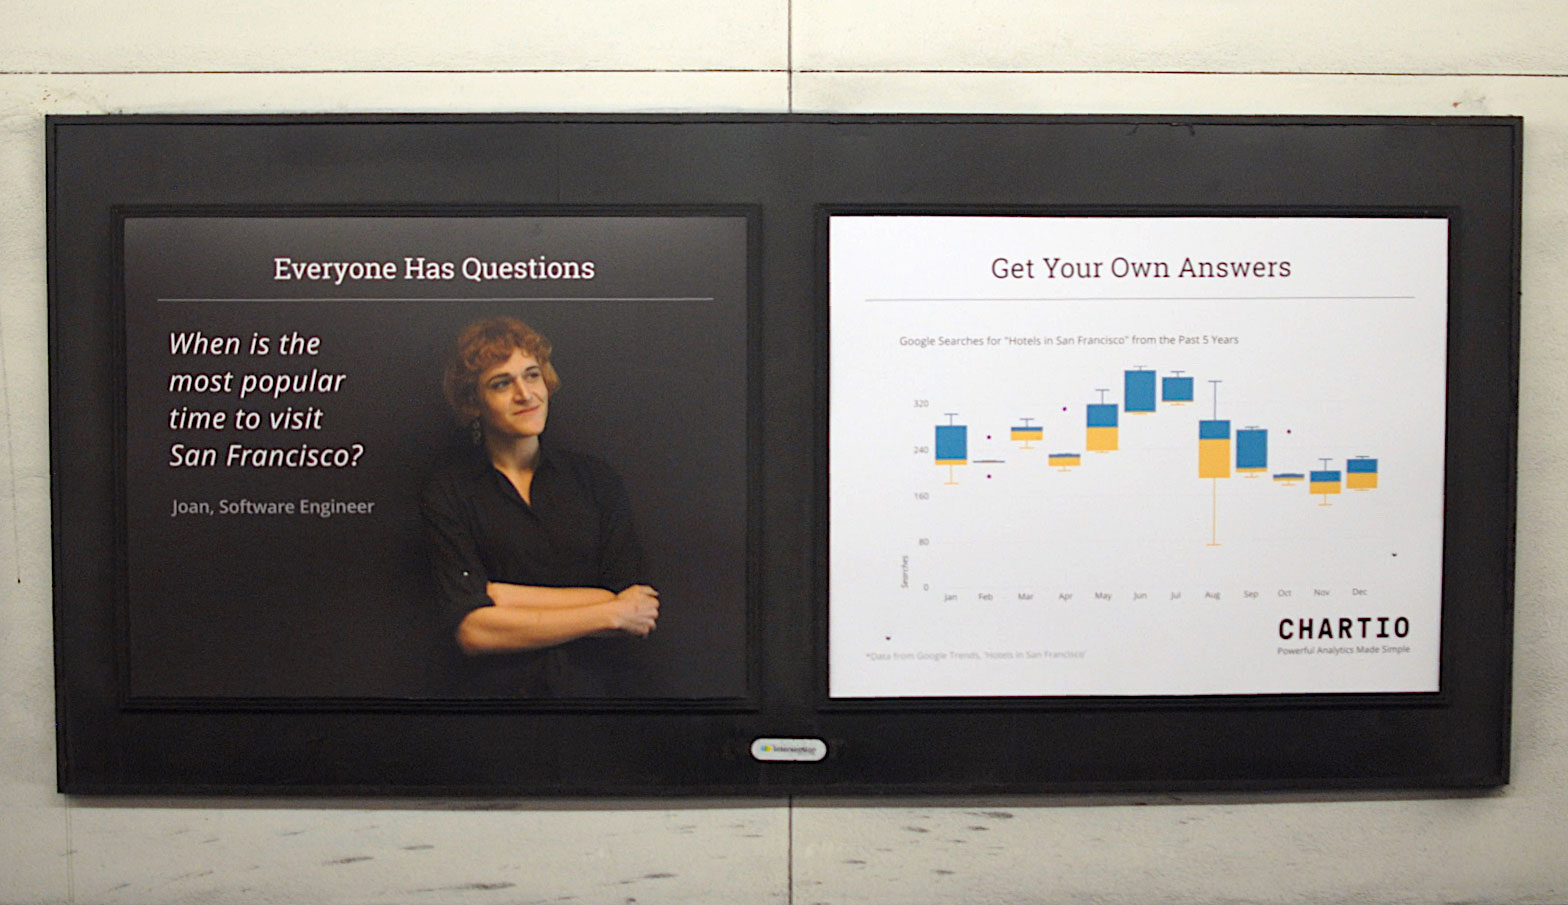 Everyone Has Questions
When is the
most popular
time to visit
San Francisco?
Joan, Software Engineer
Get Your Own Answers
Google Searches for "Hotels in San Francisco" from the Past 5 Years
320
240
160
80
0
Searches
Jan Feb Mar Apr May Jun Jul Aug Sep Oct Nov Dec
CHARTIO
Powerful Analytics Made Simple
*Data from Google Trends, 'Hotels in San Francisco'